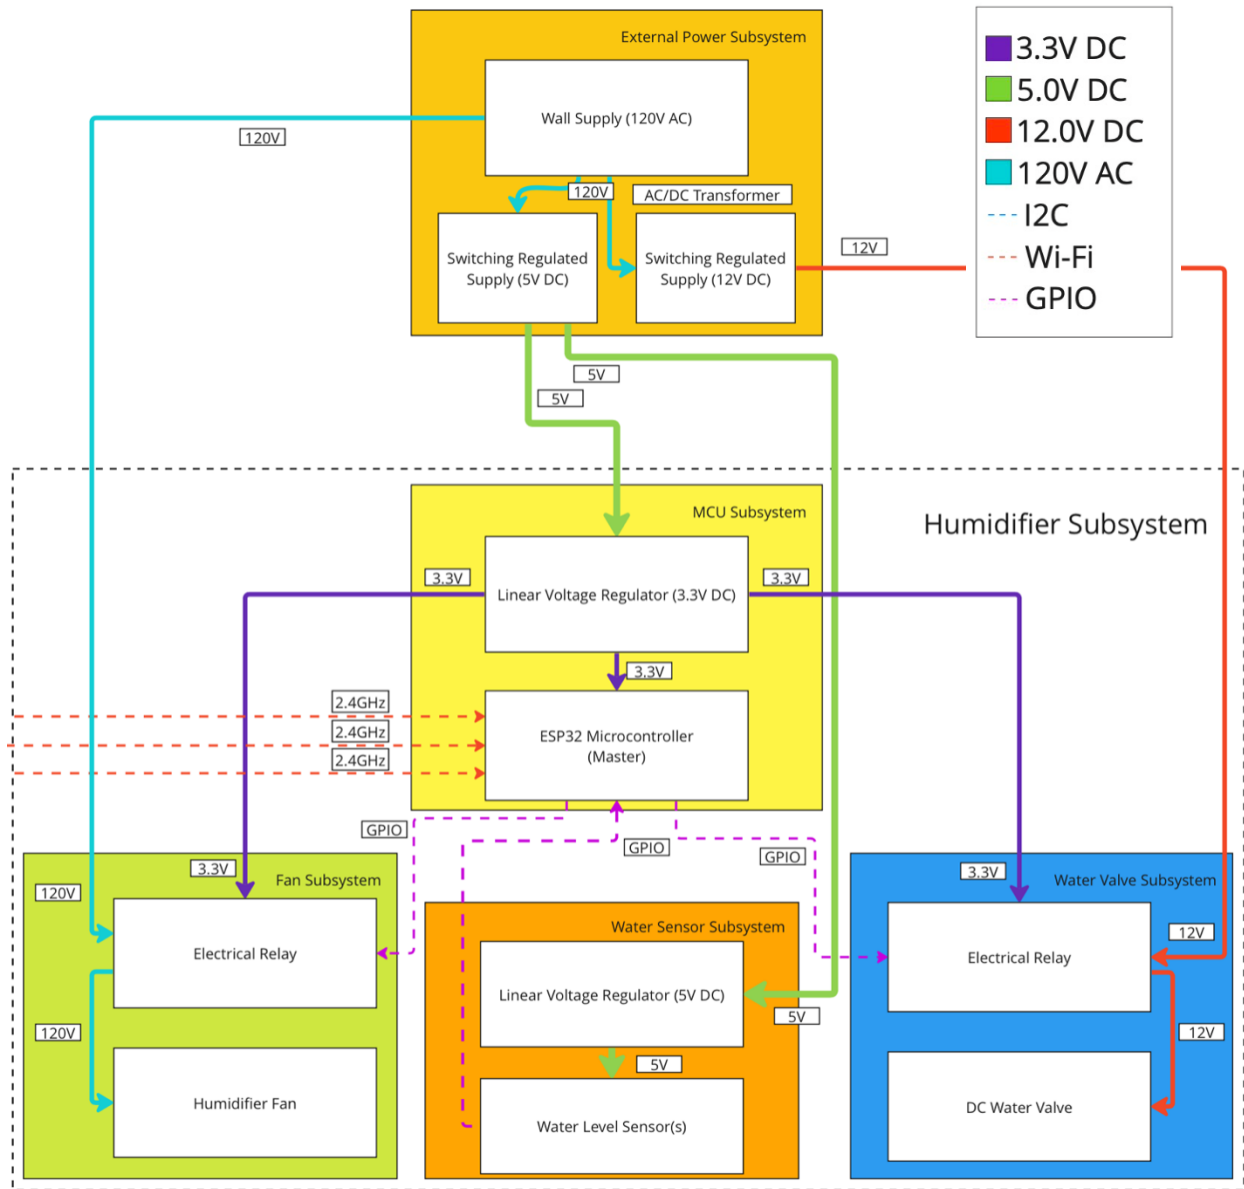 External Power Subsystem
Wall Supply (120V AC)
120V
120V
AC/DC Transformer
Switching Regulated
Supply (5V DC)
Switching Regulated
Supply (12V DC)
12V
3.3V DC
5.0V DC
12.0V DC
120V AC
I2C
Wi-Fi
GPIO
5V
5V
Humidifier Subsystem
MCU Subsystem
3.3V
Linear Voltage Regulator (3.3V DC)
3.3V
3.3V
2.4GHz
2.4GHz
2.4GHz
ESP32 Microcontroller
(Master)
GPIO
GPIO
GPIO
3.3V
Fan Subsystem
120V
Electrical Relay
120V
Humidifier Fan
Water Sensor Subsystem
Linear Voltage Regulator (5V DC)
5V
5V
Water Level Sensor(s)
3.3V
Water Valve Subsystem
12V
Electrical Relay
12V
DC Water Valve